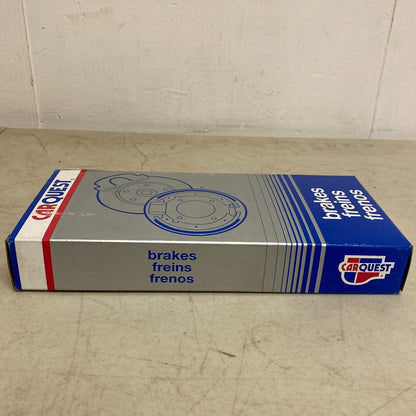 CARQUEST
brakes
freins
frenos
brakes
freins
frenos
CARQUEST